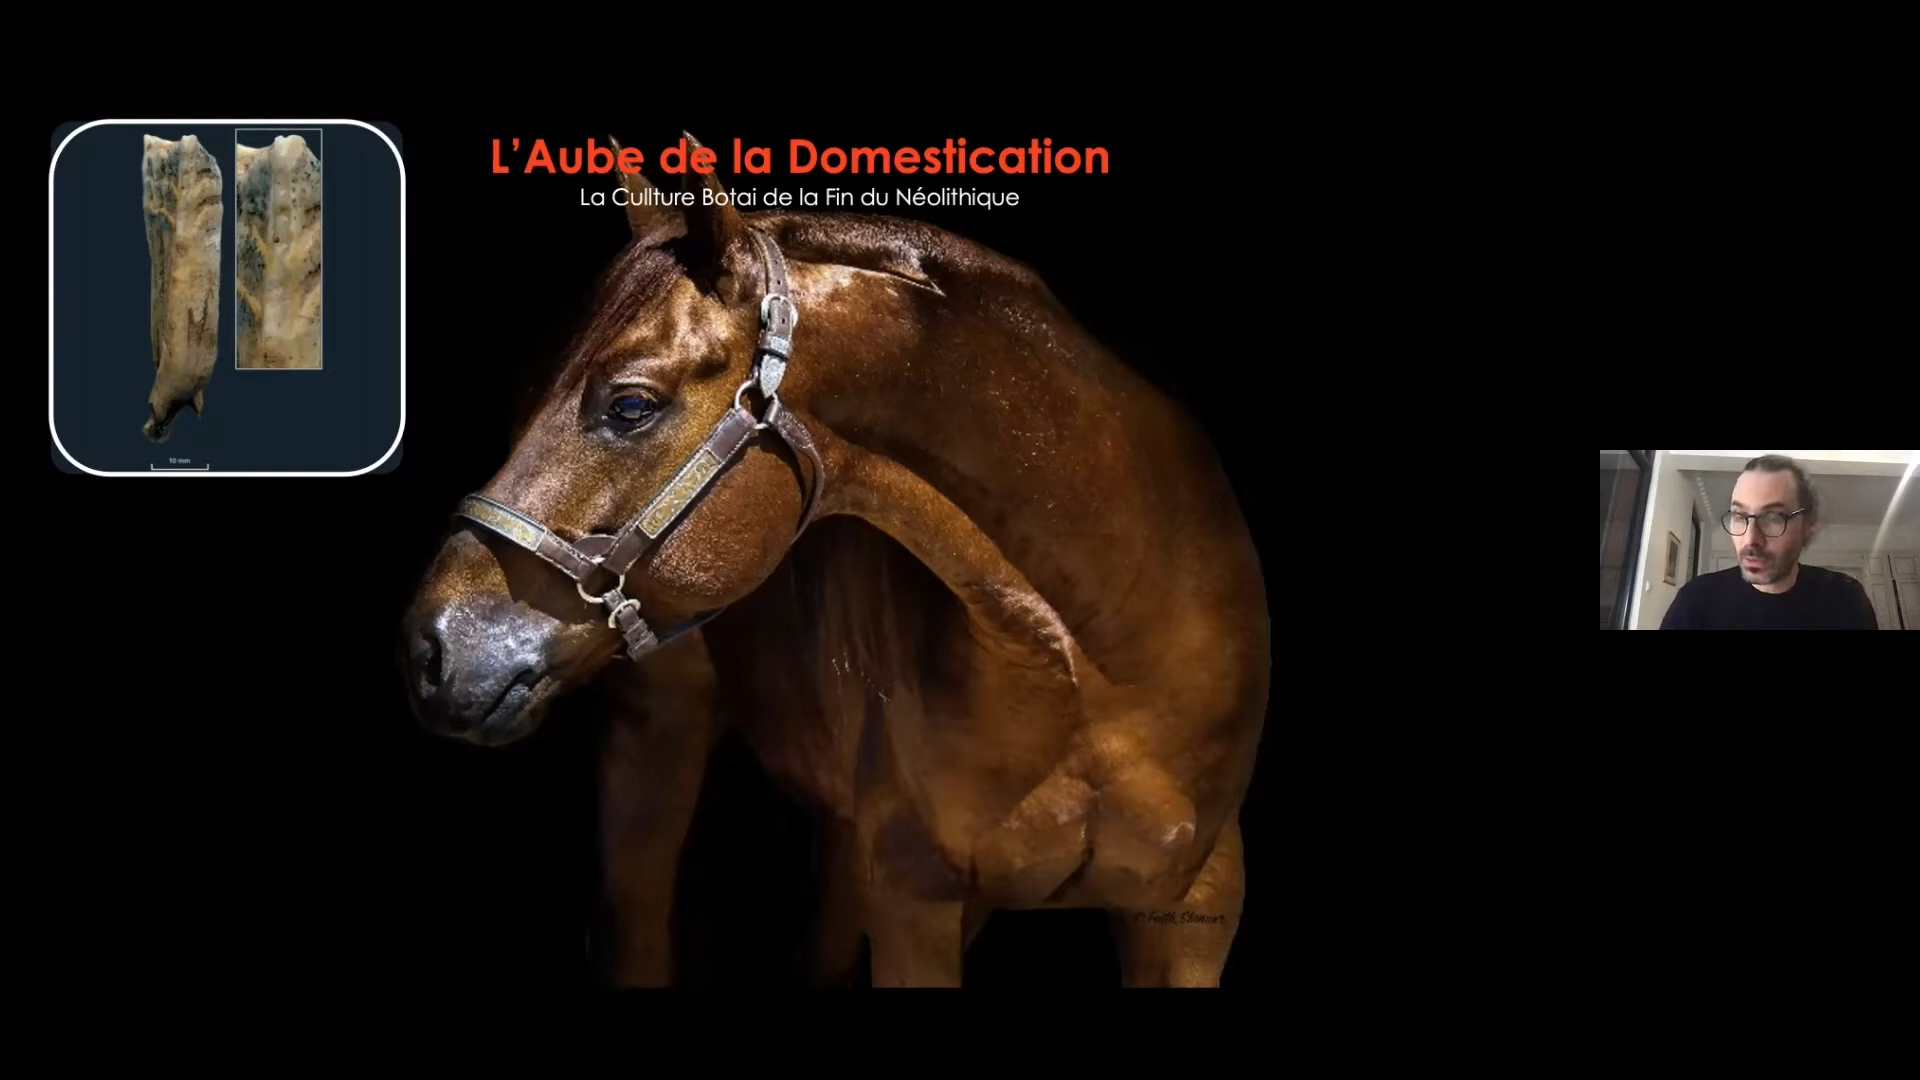 L'Aube de la Domestication
La Cullture Botai de la Fin du Néolithique
10 mm